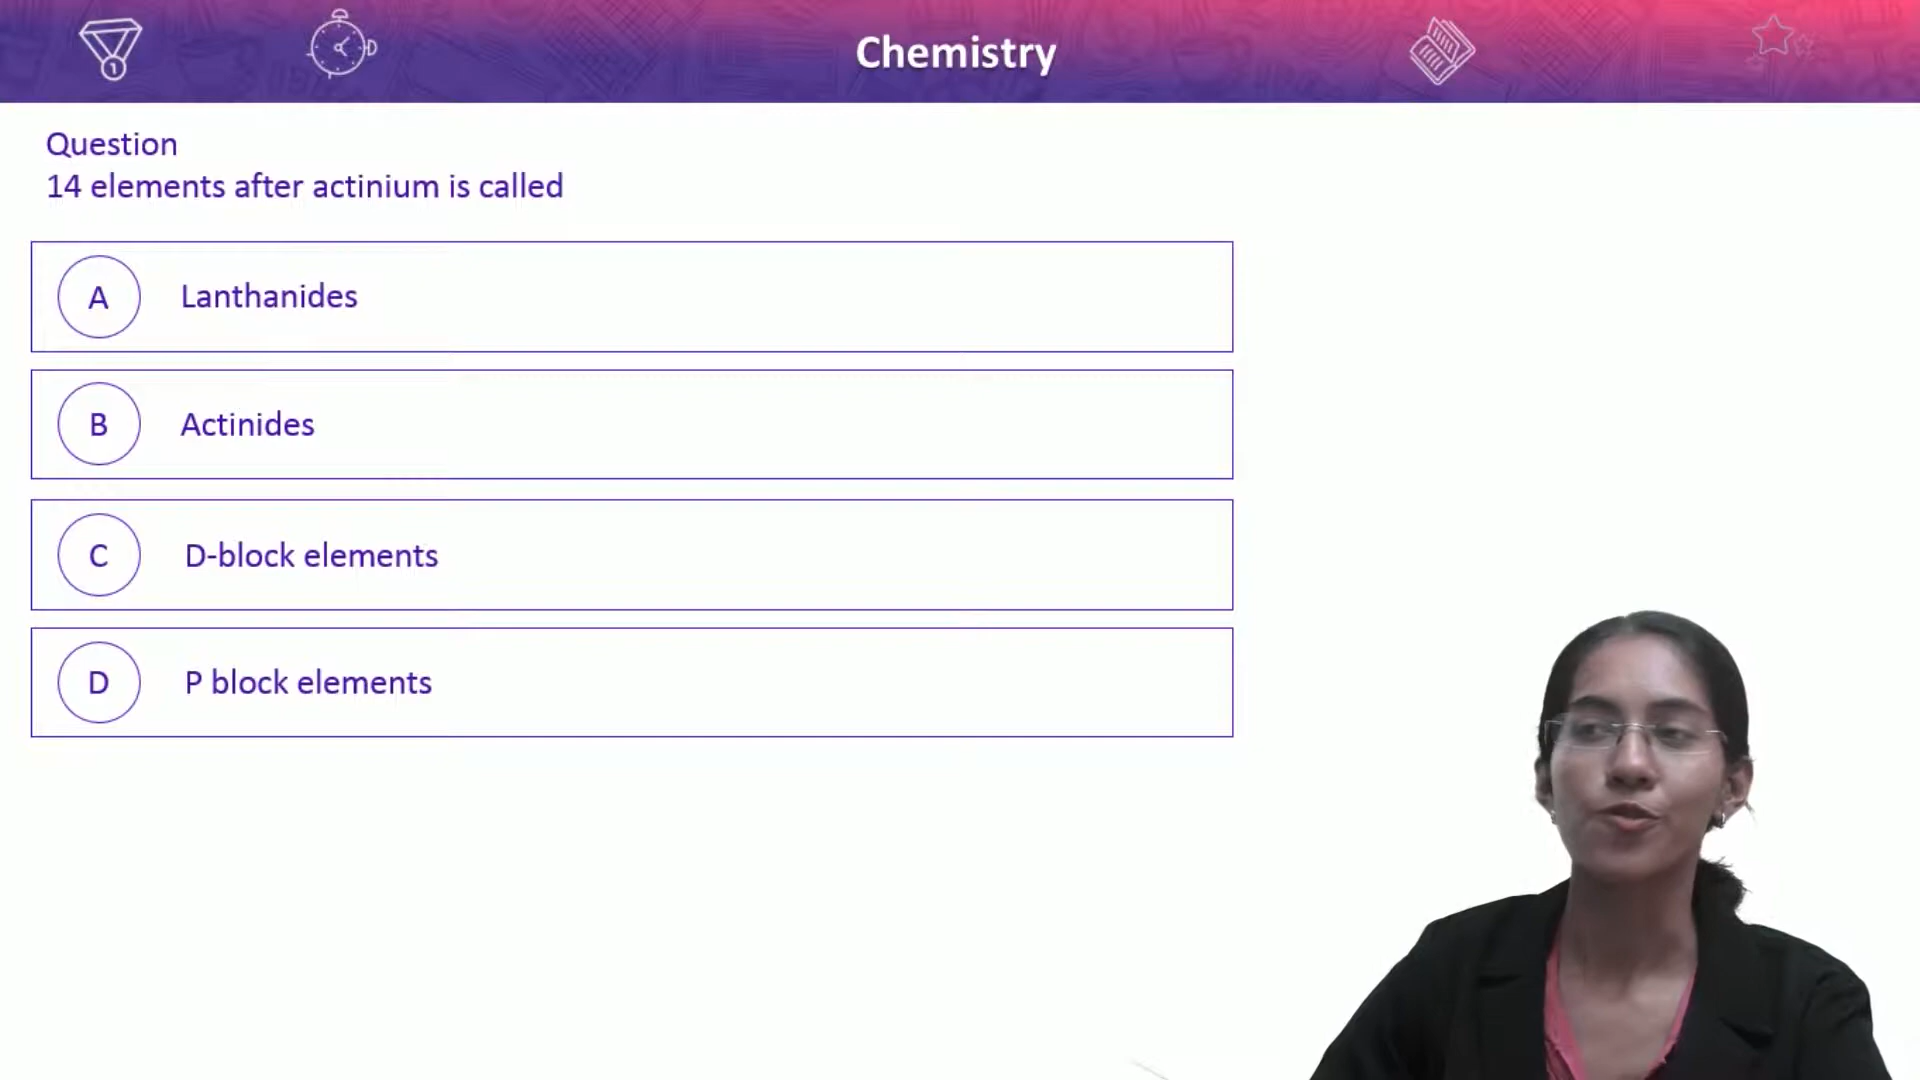 Chemistry
Question
14 elements after actinium is called
A Lanthanides
B Actinides
C D-block elements
D P block elements